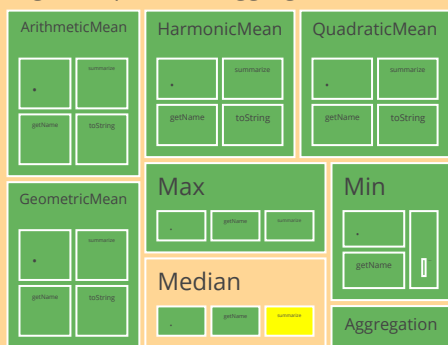 ArithmeticMean
.
summarize
getName
toString
HarmonicMean
.
summarize
getName
toString
QuadraticMean
.
summarize
getName
toString
GeometricMean
.
summarize
getName
toString
Max
.
getName
summarize
Min
.
getName
Median
.
getName
summarize
Aggregation